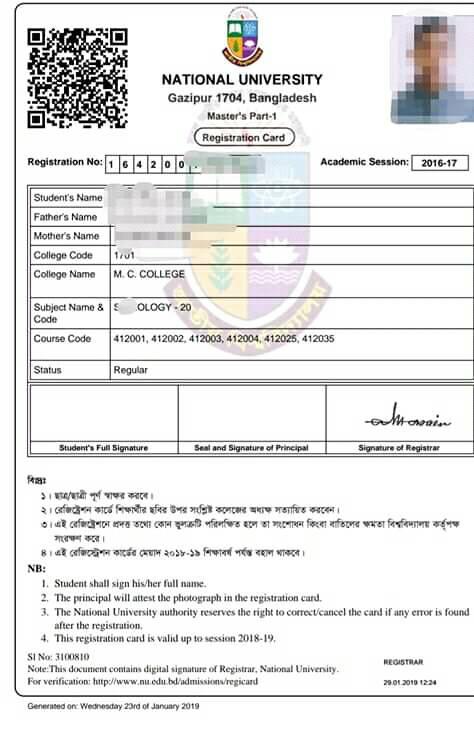 NATIONAL UNIVERSITY
Gazipur 1704, Bangladesh
Master's Part-1
Registration Card
Registration No: 1 6 4 2 0 0
Academic Session: 2016-17
Student's Name
Father's Name
Mother's Name
College Code 1701
College Name M. C. COLLEGE
Subject Name & Code S OLOGY - 20
Course Code 412001, 412002, 412003, 412004, 412025, 412035
Status Regular
Student's Full Signature
Seal and Signature of Principal
Signature of Registrar
বিঃদ্রঃ
১। ছাত্র/ছাত্রী পূর্ণ স্বাক্ষর করবে।
২। রেজিষ্ট্রেশন কার্ডে শিক্ষার্থীর ছবির উপর সংশ্লিষ্ট কলেজের অধ্যক্ষ সত্যায়িত করবেন।
৩। এই রেজিষ্ট্রেশনে প্রদত্ত তথ্যে কোন ভুলত্রুটি পরিলক্ষিত হলে তা সংশোধন কিংবা বাতিলের ক্ষমতা বিশ্ববিদ্যালয় কর্তৃপক্ষ
সংরক্ষণ করে।
৪। এই রেজিস্ট্রেশন কার্ডের মেয়াদ ২০১৮-১৯ শিক্ষাবর্ষ পর্যন্ত বহাল থাকবে।
NB:
1. Student shall sign his/her full name.
2. The principal will attest the photograph in the registration card.
3. The National University authority reserves the right to correct/cancel the card if any error is found
after the registration.
4. This registration card is valid up to session 2018-19.
Sl No: 3100810
Note:This document contains digital signature of Registrar, National University.
For verification: http://www.nu.edu.bd/admissions/regicard
REGISTRAR
29.01.2019 12:24
Generated on: Wednesday 23rd of January 2019